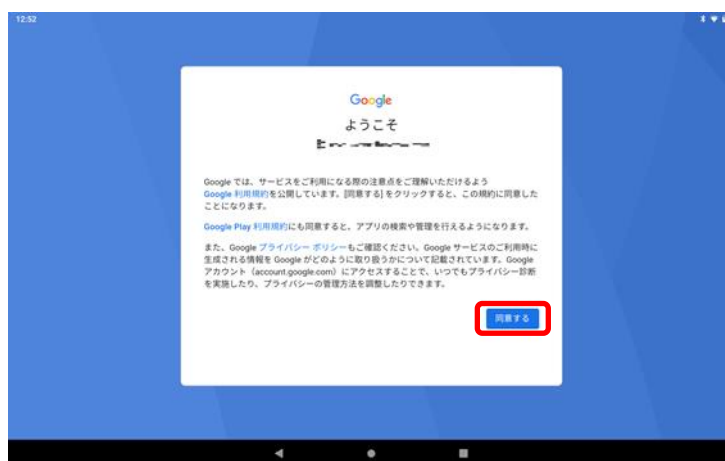 12:52
Google
ようこそ
Google では、サービスをご利用になる際の注意点をご理解いただけるよう
Google 利用規約を公開しています。[同意する] をクリックすると、この規約に同意した
ことになります。
Google Play 利用規約にも同意すると、アプリの検索や管理を行えるようになります。
また、Google プライバシー ポリシーもご確認ください。Google サービスのご利用時に
生成される情報を Google がどのように取り扱うかについて記載されています。Google
アカウント（account.google.com）にアクセスすることで、いつでもプライバシー診断
を実施したり、プライバシーの管理方法を調整したりできます。
同意する